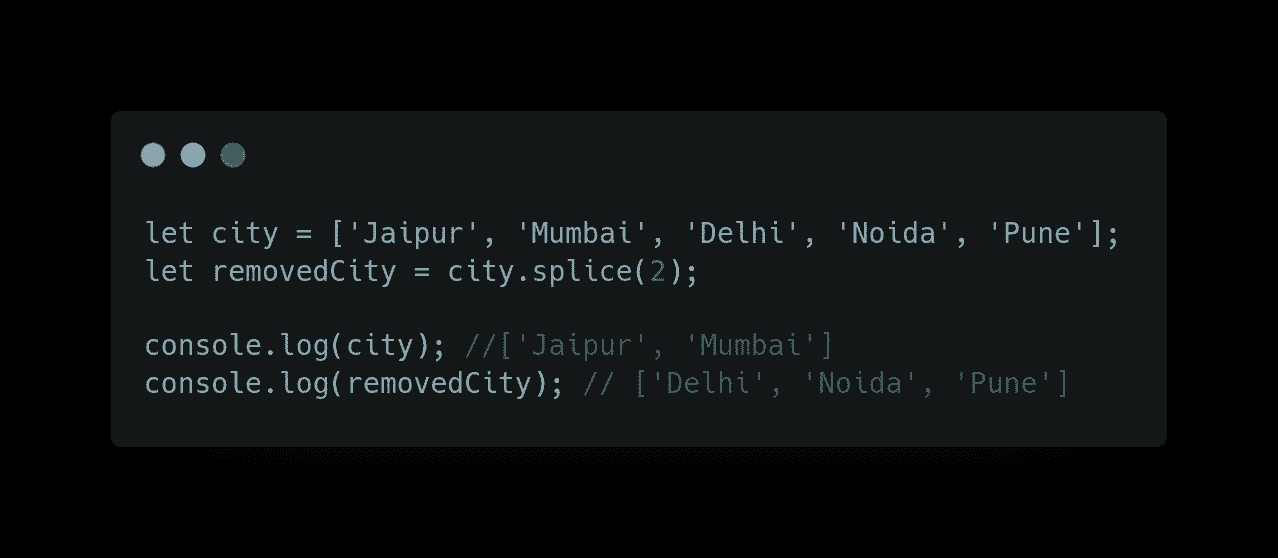 let city = ['Jaipur', 'Mumbai', 'Delhi', 'Noida', 'Pune'];
let removedCity = city.splice(2);
console.log(city); //['Jaipur', 'Mumbai']
console.log(removedCity); // ['Delhi', 'Noida', 'Pune']